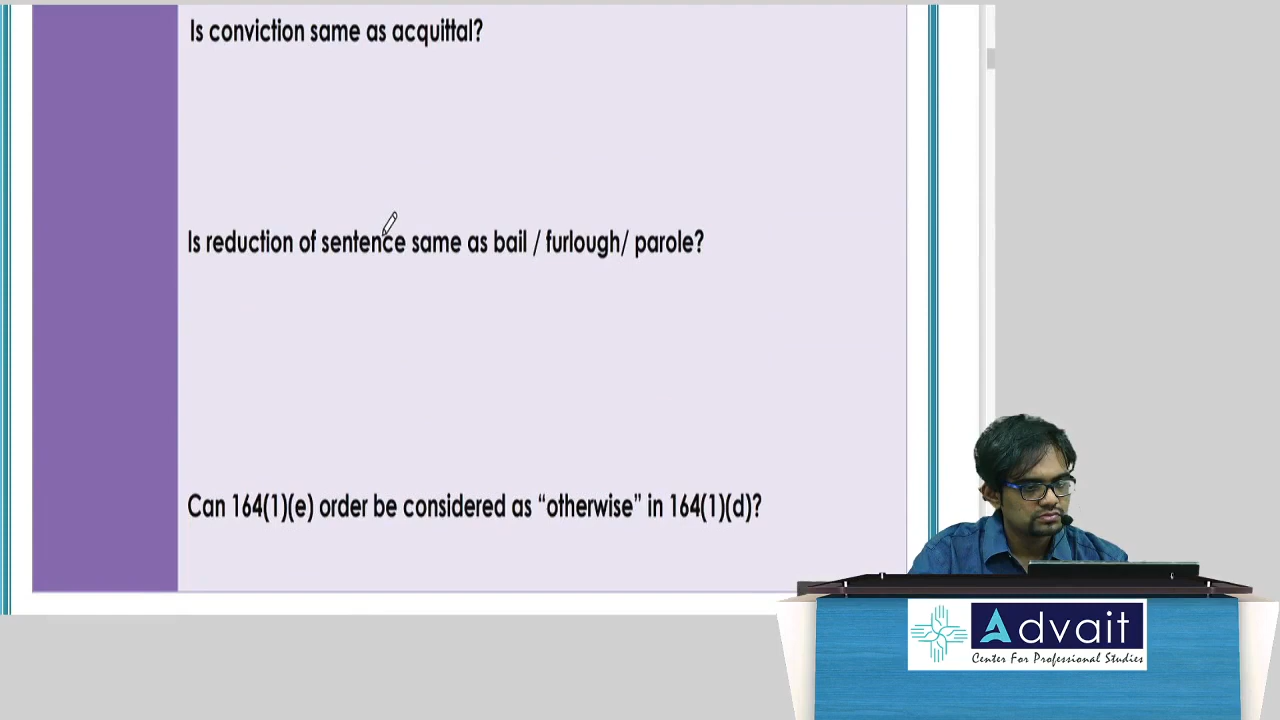 Is conviction same as acquittal?
Is reduction of sentence same as bail / furlough/ parole?
Can 164(1)(e) order be considered as “otherwise” in 164(1)(d)?
Advait
Center For Professional Studies